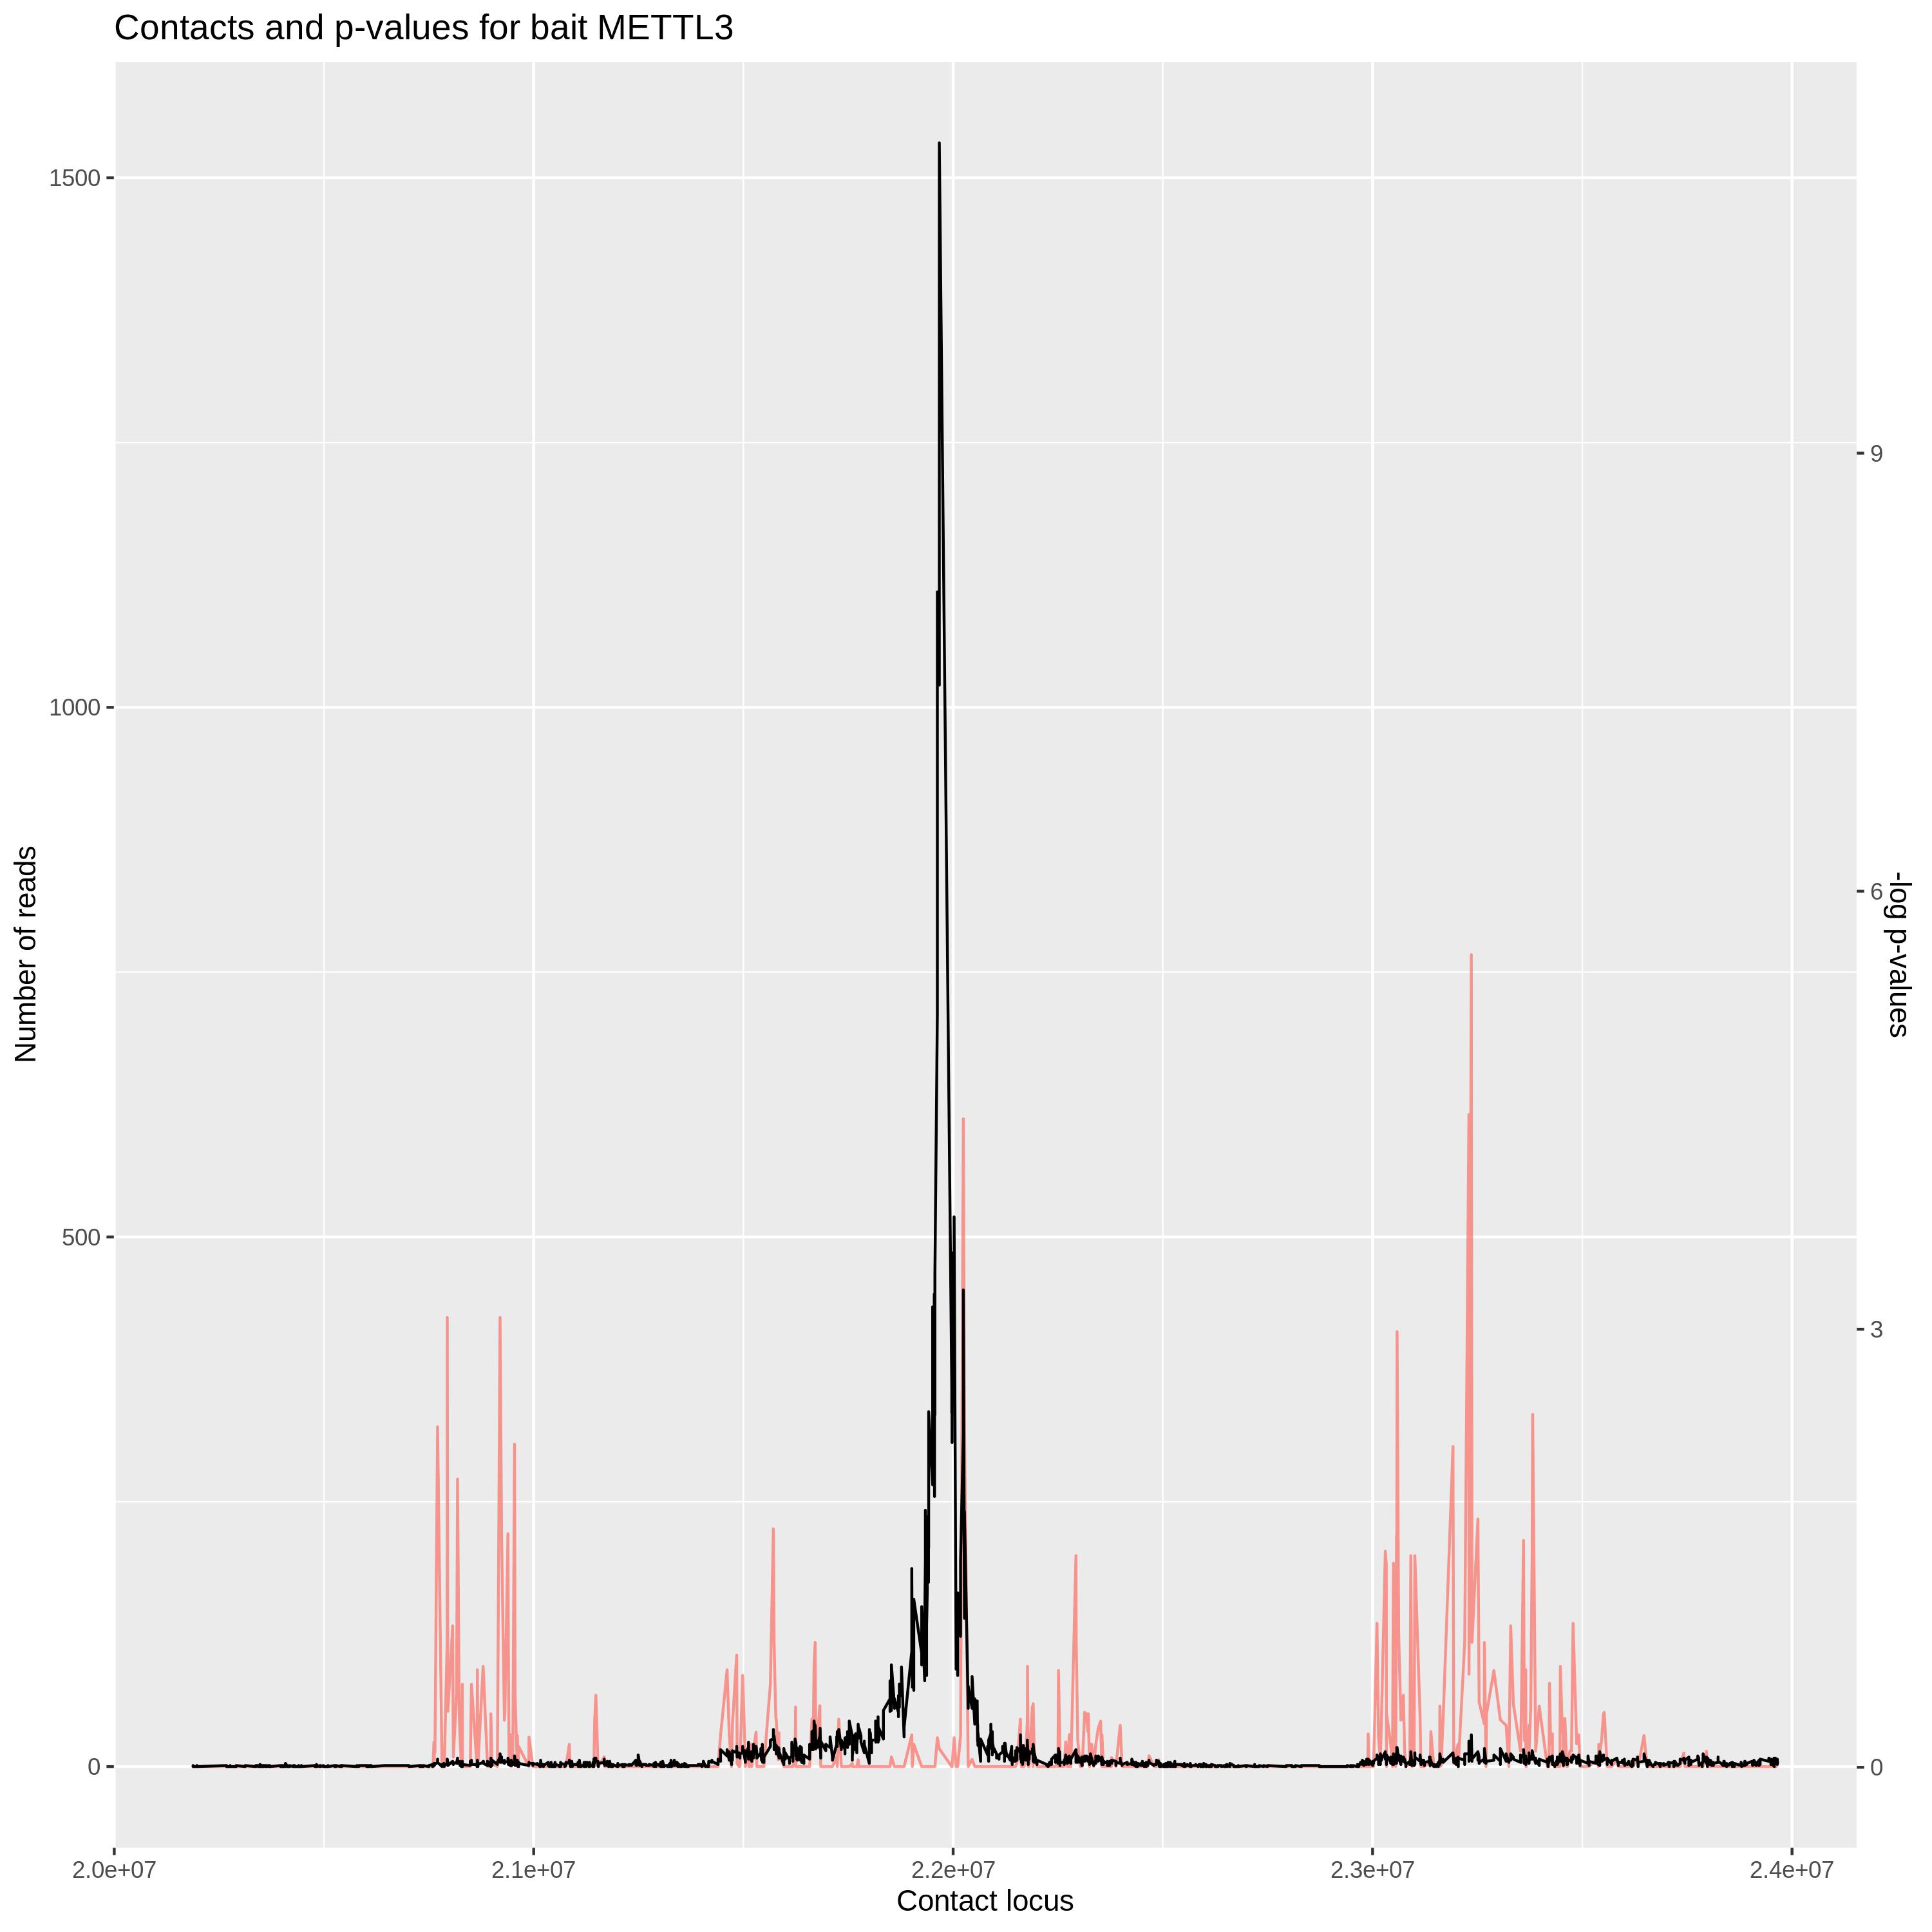 Contacts and p-values for bait METTL3
1500
1000
500
0
Number of reads
9
6
3
0
-log p-values
2.0e+07
2.1e+07
2.2e+07
2.3e+07
2.4e+07
Contact locus